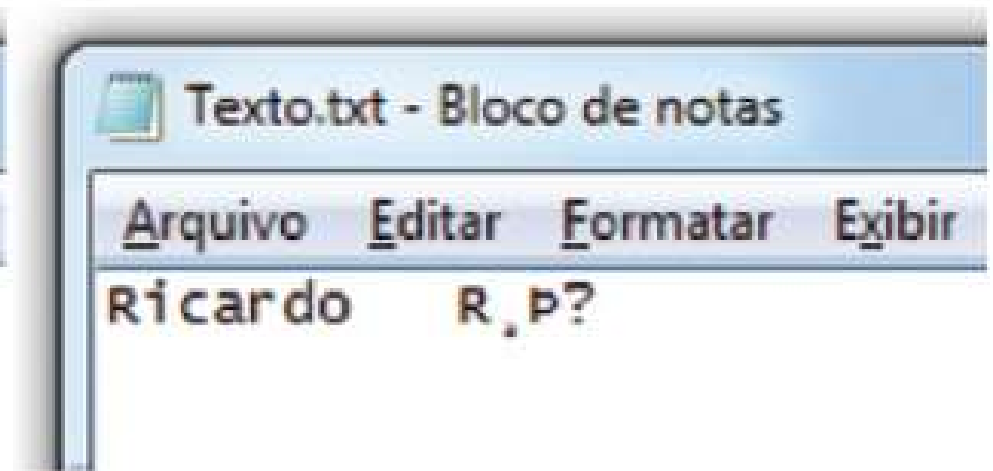 Texto.txt - Bloco de notas
Arquivo Editar Formatar Exibir
Ricardo R¸Þ?